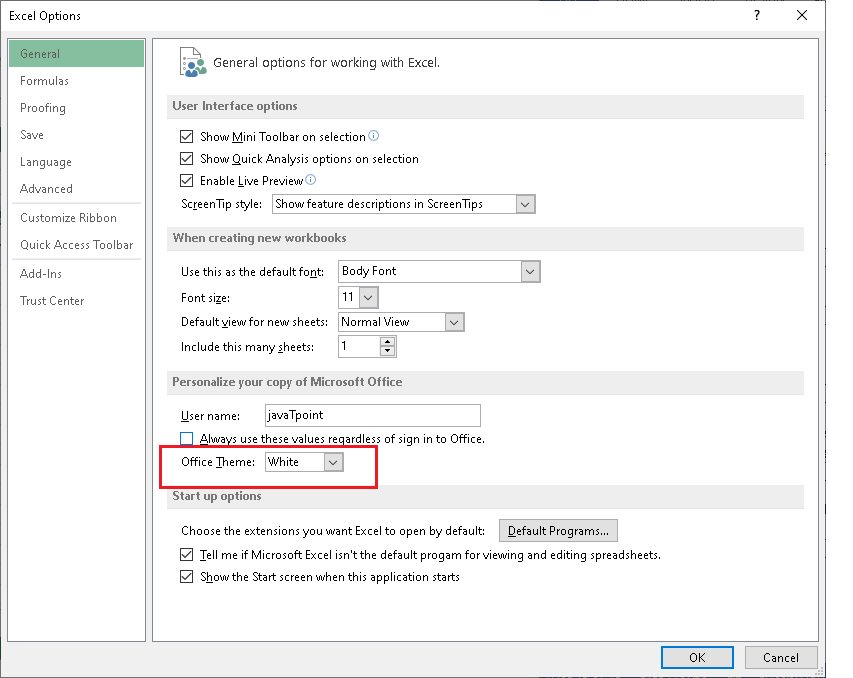 Excel Options
?
General
Formulas
Proofing
Save
Language
Advanced
Customize Ribbon
Quick Access Toolbar
Add-Ins
Trust Center
General options for working with Excel.
User Interface options
Show Mini Toolbar on selection
Show Quick Analysis options on selection
Enable Live Preview
ScreenTip style: Show feature descriptions in ScreenTips
When creating new workbooks
Use this as the default font: Body Font
Font size: 11
Default view for new sheets: Normal View
Include this many sheets: 1
Personalize your copy of Microsoft Office
User name: javaTpoint
Always use these values regardless of sign in to Office.
Office Theme: White
Start up options
Choose the extensions you want Excel to open by default: Default Programs...
Tell me if Microsoft Excel isn't the default progam for viewing and editing spreadsheets.
Show the Start screen when this application starts
OK Cancel